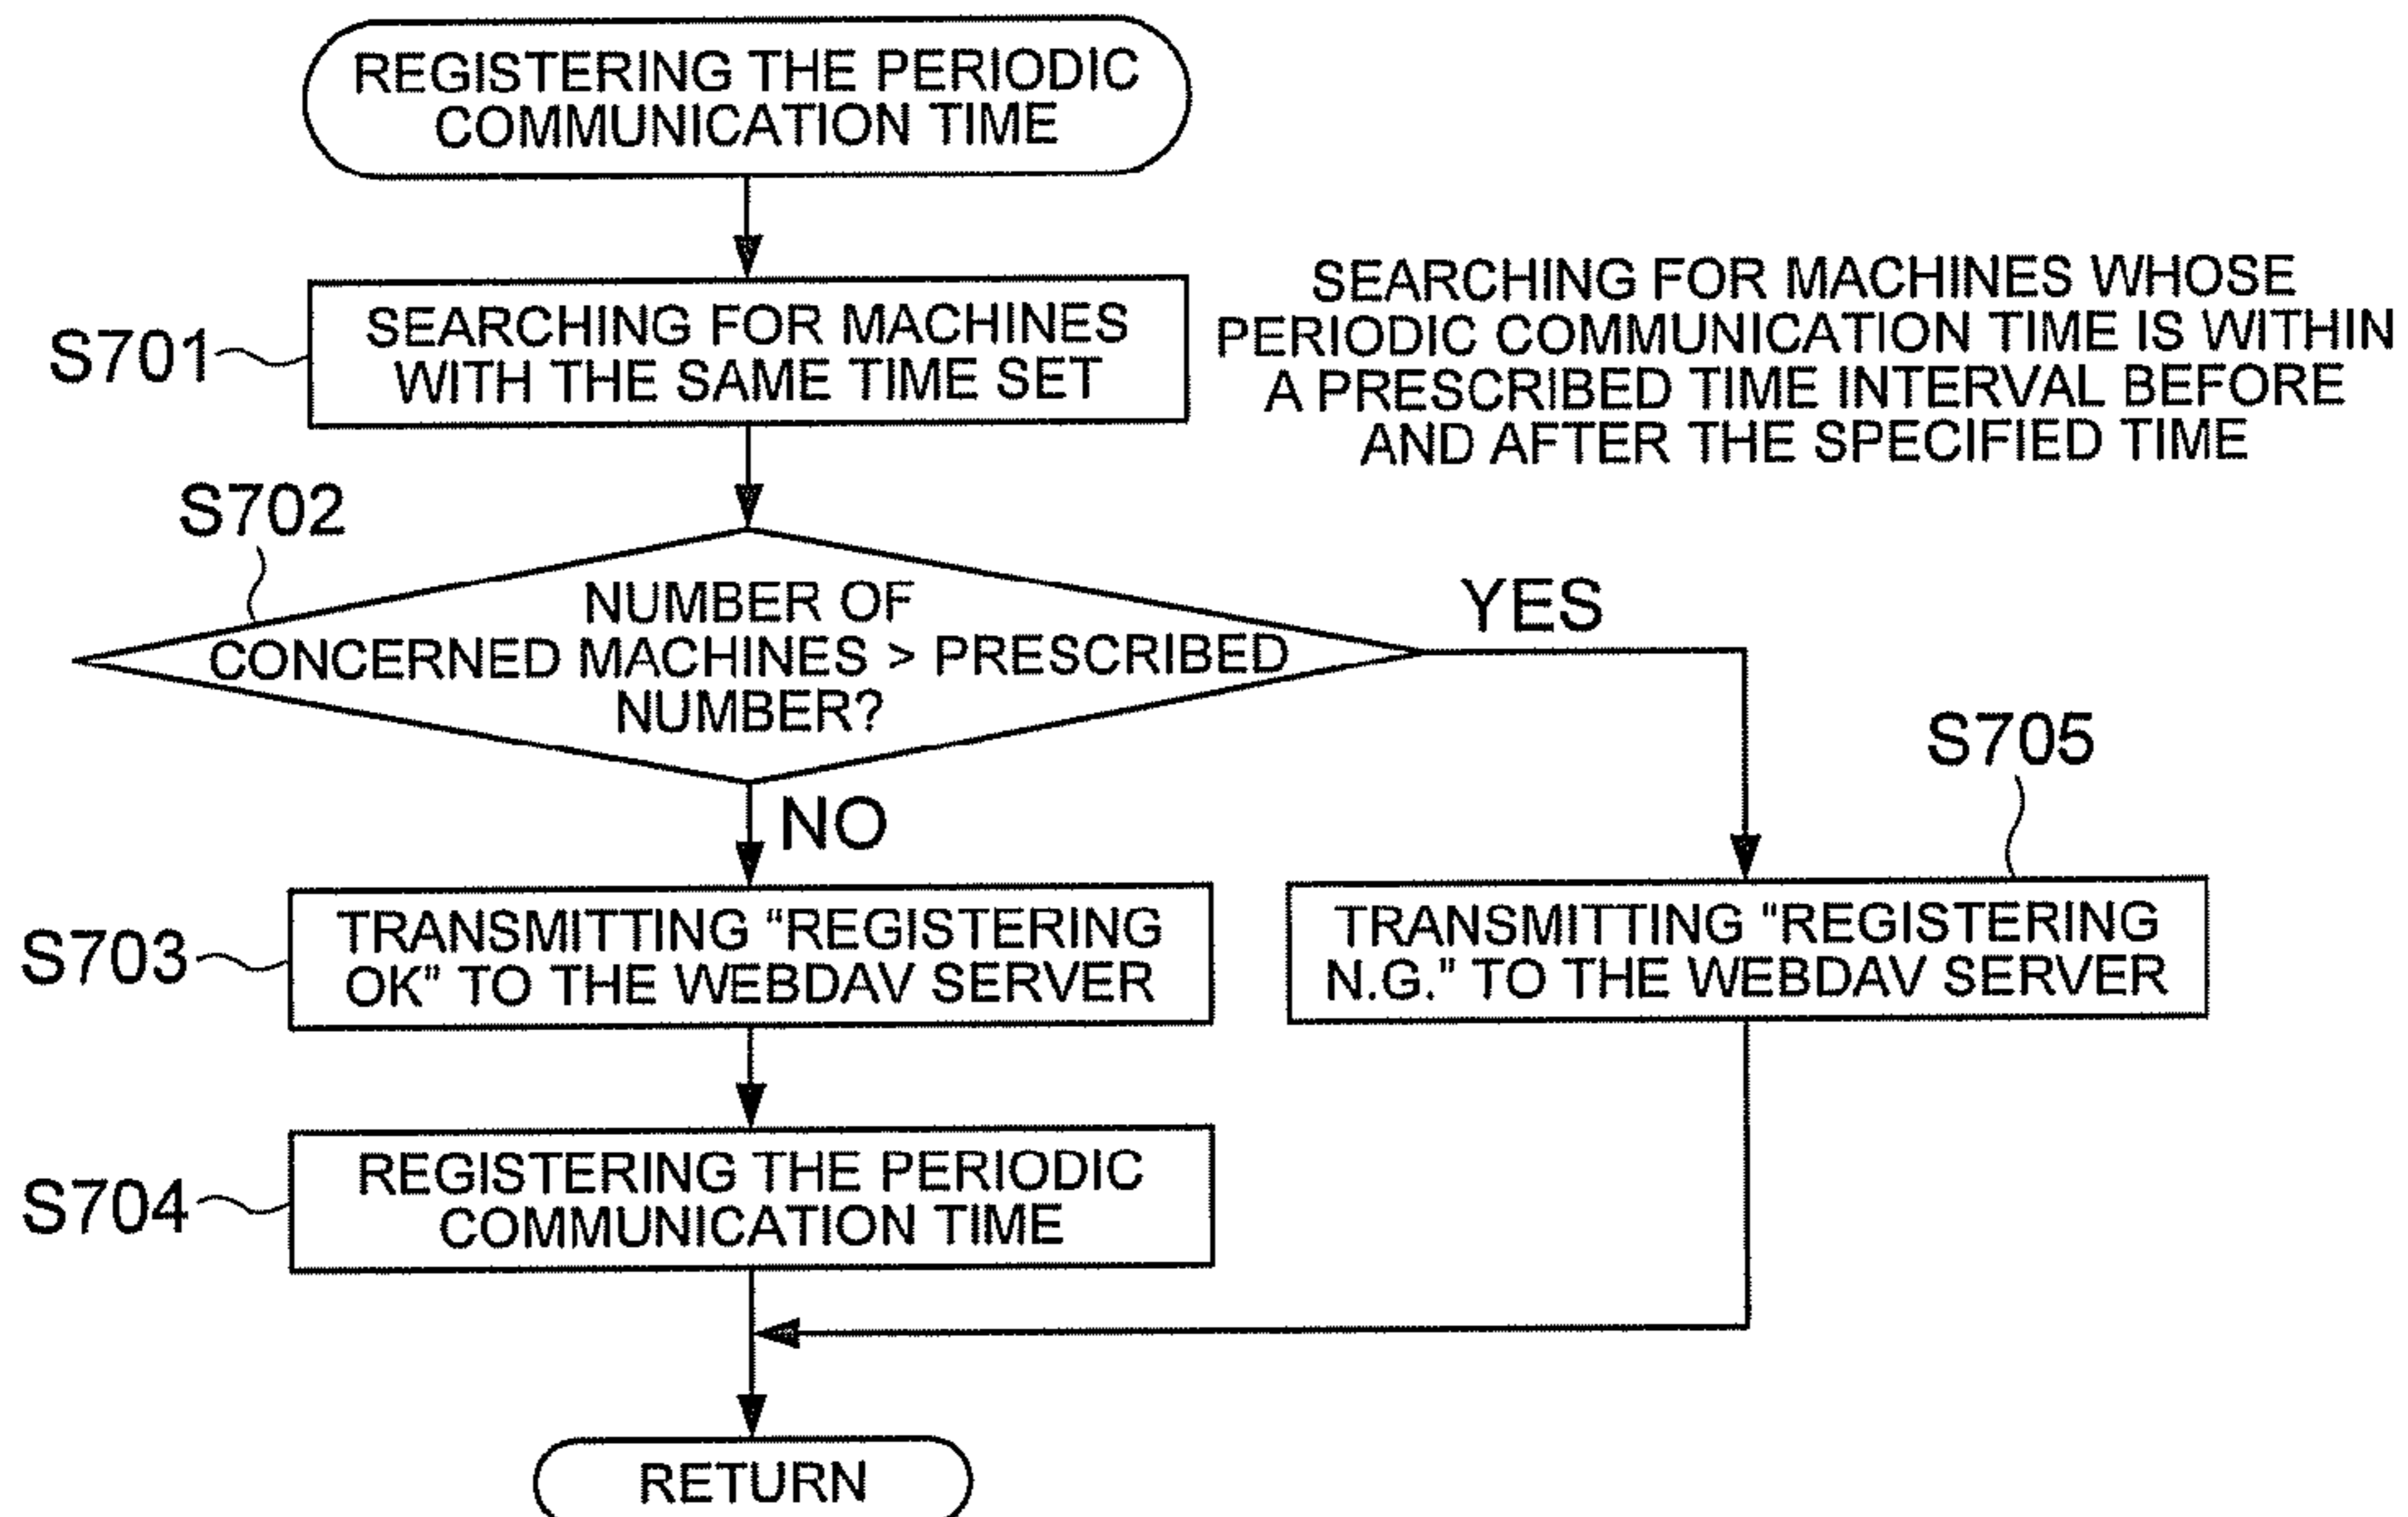 REGISTERING THE PERIODIC
COMMUNICATION TIME
S701
SEARCHING FOR MACHINES
WITH THE SAME TIME SET
SEARCHING FOR MACHINES WHOSE
PERIODIC COMMUNICATION TIME IS WITHIN
A PRESCRIBED TIME INTERVAL BEFORE
AND AFTER THE SPECIFIED TIME
S702
NUMBER OF
CONCERNED MACHINES > PRESCRIBED
NUMBER?
YES
NO
S703
TRANSMITTING “REGISTERING
OK” TO THE WEBDAV SERVER
S705
TRANSMITTING "REGISTERING
N.G." TO THE WEBDAV SERVER
S704
REGISTERING THE PERIODIC
COMMUNICATION TIME
RETURN